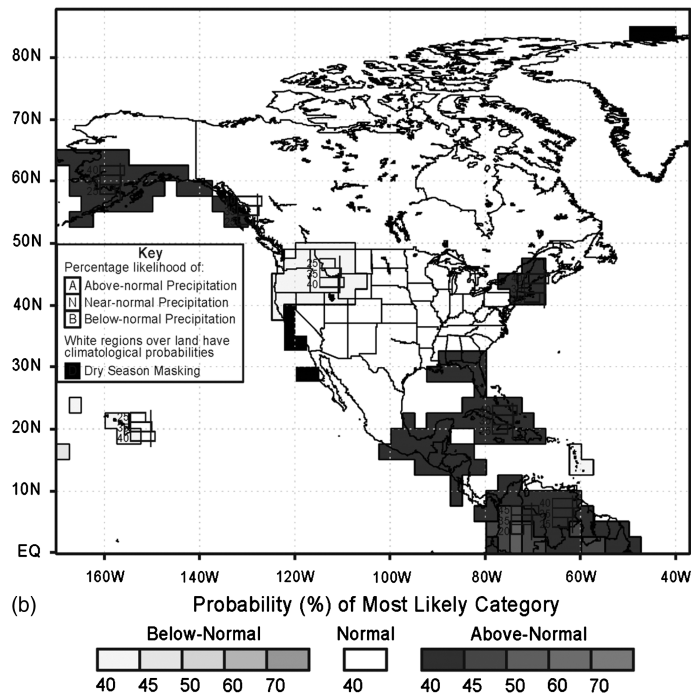 80N
70N
60N
50N
40N
30N
20N
10N
EQ
Key
Percentage likelihood of:
A Above-normal Precipitation
N Near-normal Precipitation
B Below-normal Precipitation
White regions over land have
climatological probabilities
Dry Season Masking
25
40
25
40
160W 140W 120W 100W 80W 60W 40W
(b) Probability (%) of Most Likely Category
Below-Normal Normal Above-Normal
40 45 50 60 70 40 40 45 50 60 70